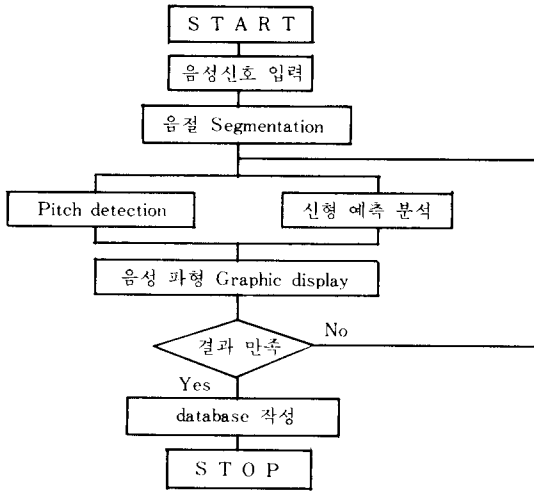 S T A R T
음성신호 입력
음절 Segmentation
Pitch detection
신형 예측 분석
음성 파형 Graphic display
결과 만족
No
Yes
database 작성
S T O P